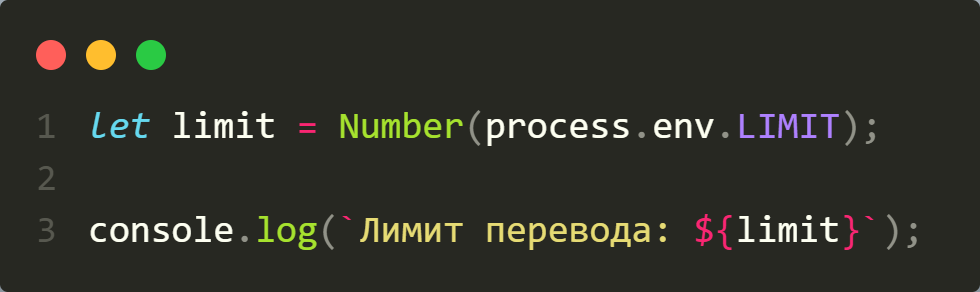 1 let limit = Number(process.env.LIMIT);
2
3 console.log(`Лимит перевода: ${limit}`);